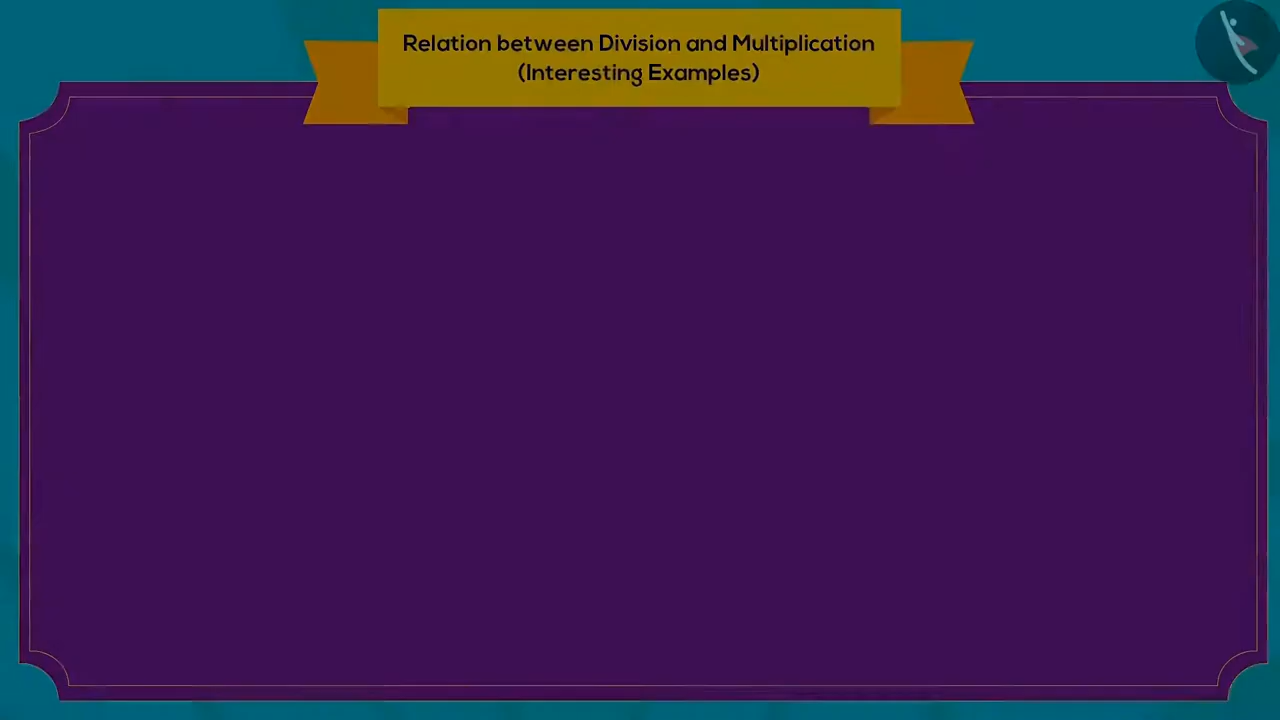 Relation between Division and Multiplication
(Interesting Examples)